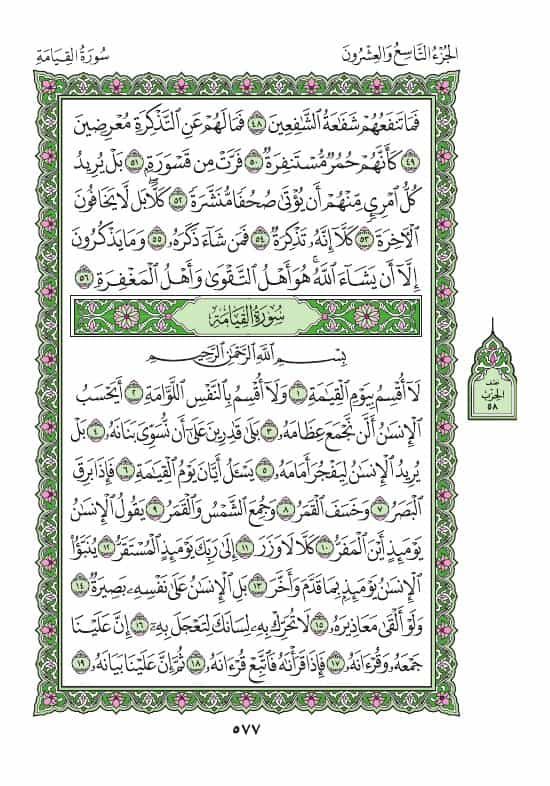 الجُزْءُ التَّاسِعُ وَالعِشْرُونَ
سُورَةُ القِيَامَةِ
فَمَا تَنفَعُهُمْ شَفَٰعَةُ ٱلشَّٰفِعِينَ ٤٨ فَمَا لَهُمْ عَنِ ٱلتَّذْكِرَةِ مُعْرِضِينَ
٤٩ كَأَنَّهُمْ حُمُرٌ مُّسْتَنفِرَةٌ ٥٠ فَرَّتْ مِن قَسْوَرَةٍۭ ٥١ بَلْ يُرِيدُ
كُلُّ ٱمْرِئٍ مِّنْهُمْ أَن يُؤْتَىٰ صُحُفًا مُّنَشَّرَةً ٥٢ كَلَّا ۖ بَل لَّا يَخَافُونَ
ٱلْأٓخِرَةَ ٥٣ كَلَّآ إِنَّهُۥ تَذْكِرَةٌ ٥٤ فَمَن شَآءَ ذَكَرَهُۥ ٥٥ وَمَا يَذْكُرُونَ
إِلَّآ أَن يَشَآءَ ٱللَّهُ ۚ هُوَ أَهْلُ ٱلتَّقْوَىٰ وَأَهْلُ ٱلْمَغْفِرَةِ ٥٦
سُورَةُ القِيَامَةِ
بِسْمِ ٱللَّهِ ٱلرَّحْمَٰنِ ٱلرَّحِيمِ
لَآ أُقْسِمُ بِيَوْمِ ٱلْقِيَٰمَةِ ١ وَلَآ أُقْسِمُ بِٱلنَّفْسِ ٱللَّوَّامَةِ ٢ أَيَحْسَبُ
ٱلْإِنسَٰنُ أَلَّن نَّجْمَعَ عِظَامَهُۥ ٣ بَلَىٰ قَٰدِرِينَ عَلَىٰٓ أَن نُّسَوِّىَ بَنَانَهُۥ ٤ بَلْ
يُرِيدُ ٱلْإِنسَٰنُ لِيَفْجُرَ أَمَامَهُۥ ٥ يَسْـَٔلُ أَيَّانَ يَوْمُ ٱلْقِيَٰمَةِ ٦ فَإِذَا بَرِقَ
ٱلْبَصَرُ ٧ وَخَسَفَ ٱلْقَمَرُ ٨ وَجُمِعَ ٱلشَّمْسُ وَٱلْقَمَرُ ٩ يَقُولُ ٱلْإِنسَٰنُ
يَوْمَئِذٍ أَيْنَ ٱلْمَفَرُّ ١٠ كَلَّا لَا وَزَرَ ١١ إِلَىٰ رَبِّكَ يَوْمَئِذٍ ٱلْمُسْتَقَرُّ ١٢ يُنَبَّؤُا۟
ٱلْإِنسَٰنُ يَوْمَئِذٍۭ بِمَا قَدَّمَ وَأَخَّرَ ١٣ بَلِ ٱلْإِنسَٰنُ عَلَىٰ نَفْسِهِۦ بَصِيرَةٌ ١٤
وَلَوْ أَلْقَىٰ مَعَاذِيرَهُۥ ١٥ لَا تُحَرِّكْ بِهِۦ لِسَانَكَ لِتَعْجَلَ بِهِۦٓ ١٦ إِنَّ عَلَيْنَا
جَمْعَهُۥ وَقُرْءَانَهُۥ ١٧ فَإِذَا قَرَأْنَٰهُ فَٱتَّبِعْ قُرْءَانَهُۥ ١٨ ثُمَّ إِنَّ عَلَيْنَا بَيَانَهُۥ ١٩
نصف
الحزب
٥٨
٥٧٧